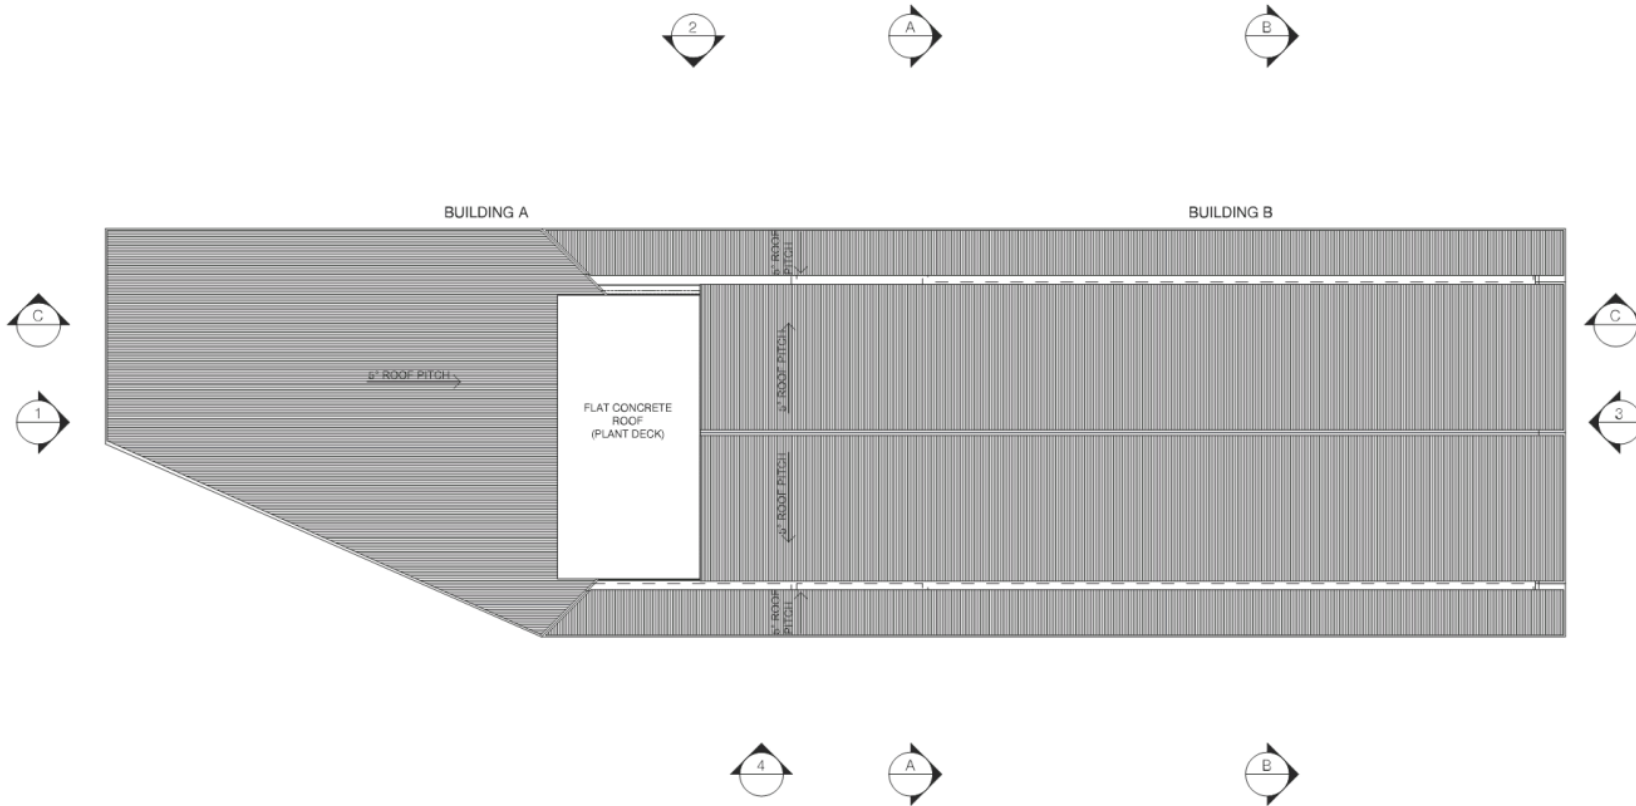 2
A
B
BUILDING A
BUILDING B
5° ROOF
PITCH
C
C
5° ROOF PITCH
5° ROOF PITCH
1
FLAT CONCRETE
ROOF
(PLANT DECK)
3
5° ROOF PITCH
5° ROOF
PITCH
4
A
B